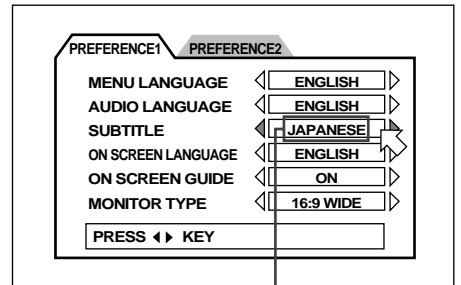 PREFERENCE1 PREFERENCE2
MENU LANGUAGE ENGLISH
AUDIO LANGUAGE ENGLISH
SUBTITLE JAPANESE
ON SCREEN LANGUAGE ENGLISH
ON SCREEN GUIDE ON
MONITOR TYPE 16:9 WIDE
PRESS ◀ ▶ KEY